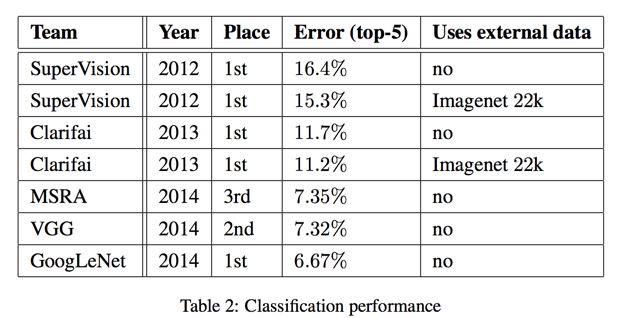 Team Year Place Error (top-5) Uses external data
SuperVision 2012 1st 16.4% no
SuperVision 2012 1st 15.3% Imagenet 22k
Clarifai 2013 1st 11.7% no
Clarifai 2013 1st 11.2% Imagenet 22k
MSRA 2014 3rd 7.35% no
VGG 2014 2nd 7.32% no
GoogLeNet 2014 1st 6.67% no
Table 2: Classification performance